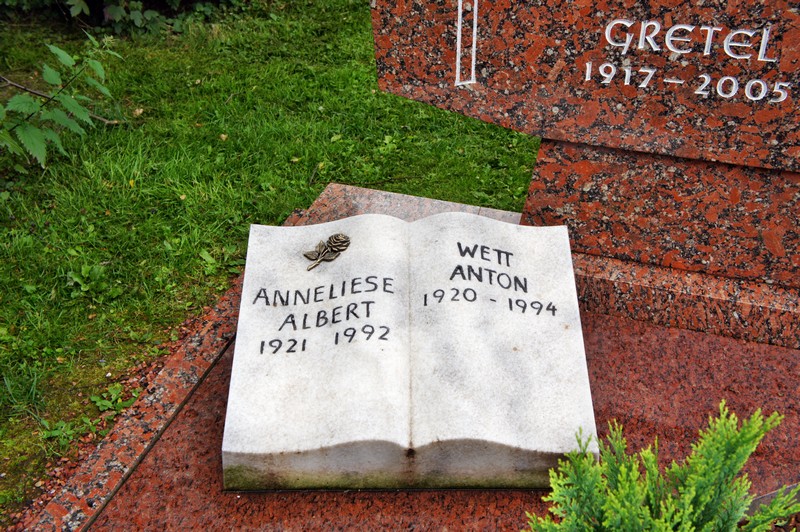 GRETEL
1917 - 2005
ANNELIESE
ALBERT
1921 1992
WETT
ANTON
1920 - 1994